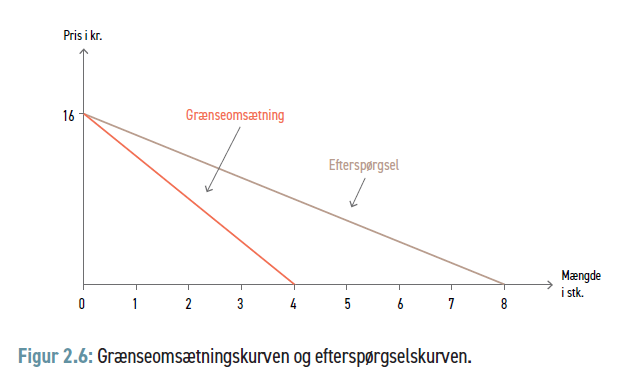 Pris i kr.
16
Grænseomsætning
Efterspørgsel
Mængde
i stk.
0 1 2 3 4 5 6 7 8
Figur 2.6: Grænseomsætningskurven og efterspørgselskurven.